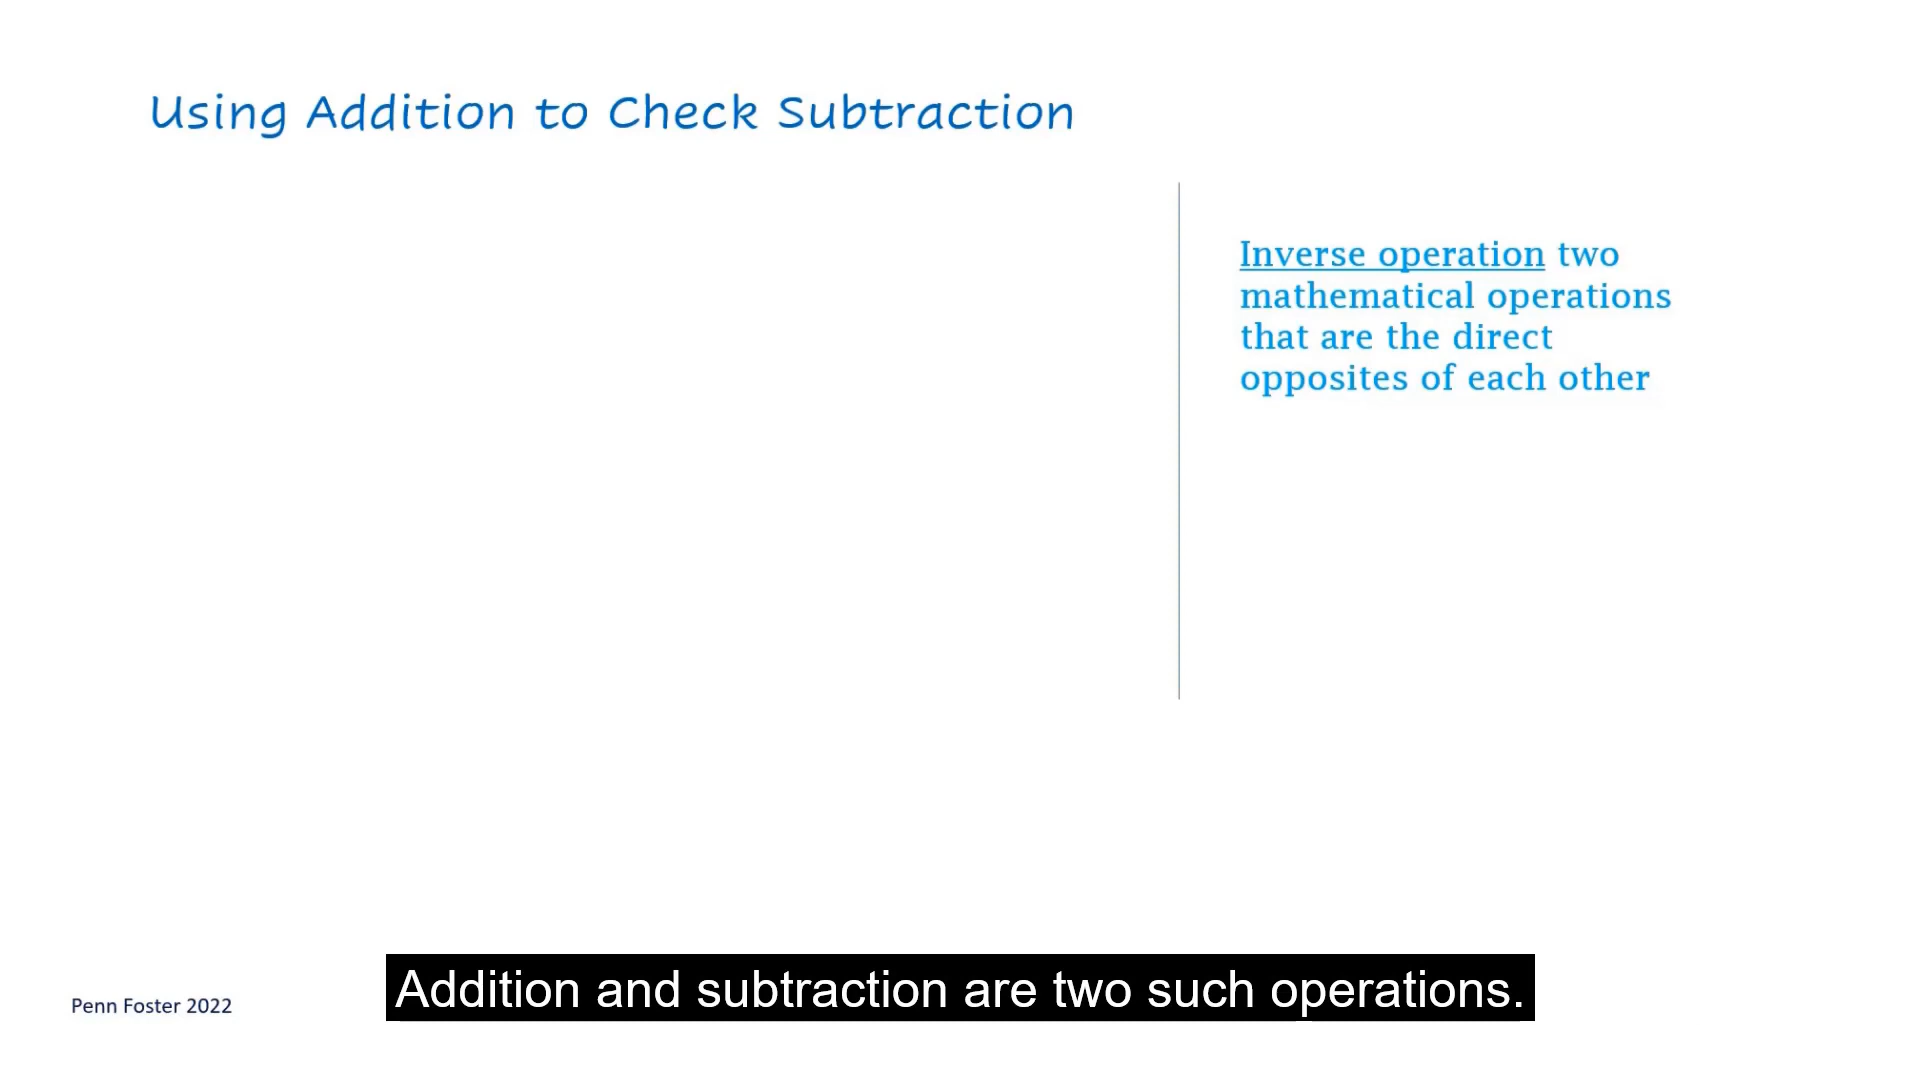 Using Addition to Check Subtraction
Inverse operation two
mathematical operations
that are the direct
opposites of each other
Addition and subtraction are two such operations.
Penn Foster 2022